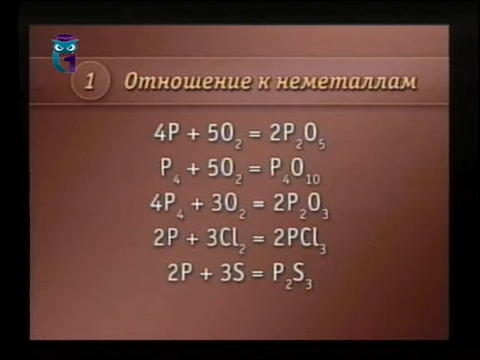 1 Отношение к неметаллам
4P + 5O₂ = 2P₂O₅
P₄ + 5O₂ = P₄O₁₀
4P₄ + 3O₂ = 2P₂O₃
2P + 3Cl₂ = 2PCl₃
2P + 3S = P₂S₃